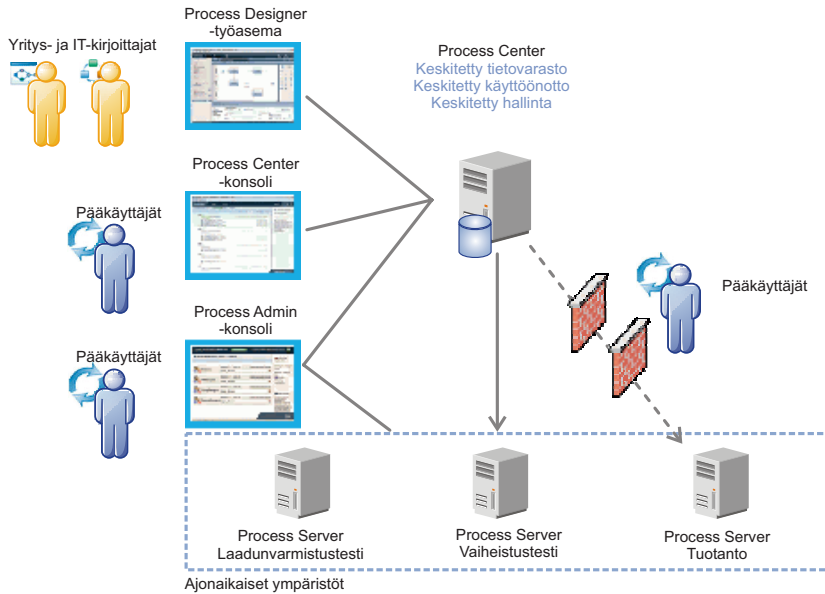 Yritys- ja IT-kirjoittajat
Process Designer
-työasema
Process Center
Keskitetty tietovarasto
Keskitetty käyttöönotto
Keskitetty hallinta
Process Center
-konsoli
Pääkäyttäjät
Pääkäyttäjät
Process Admin
-konsoli
Pääkäyttäjät
Process Server
Laadunvarmistustesti
Process Server
Vaiheistustesti
Process Server
Tuotanto
Ajonaikaiset ympäristöt